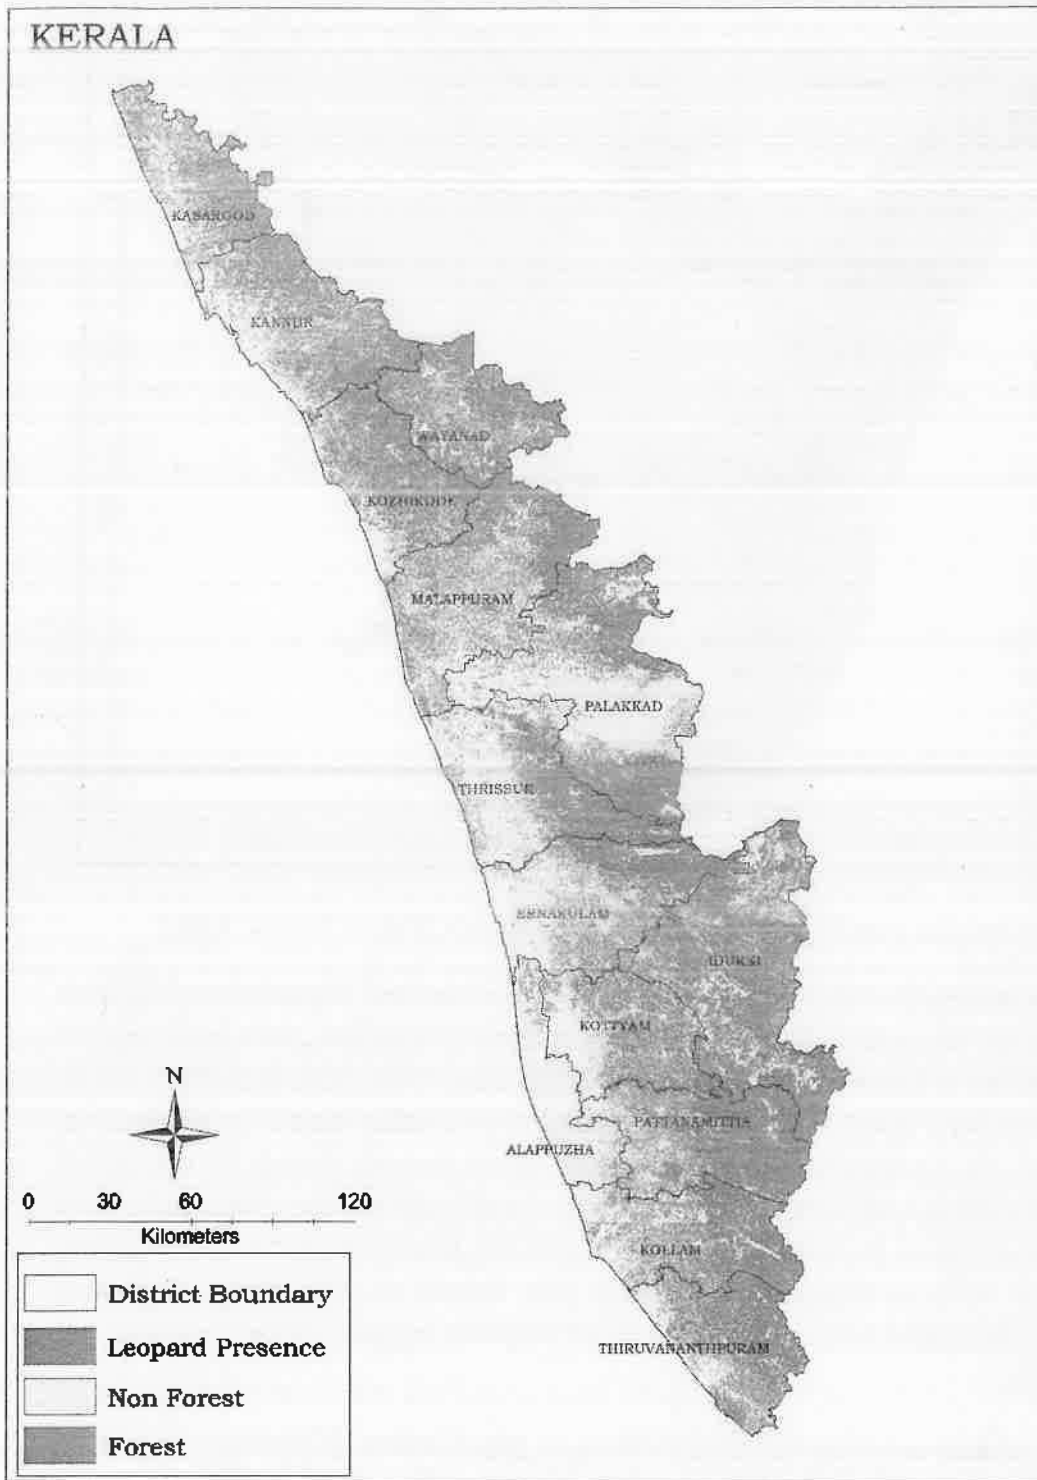 KERALA
KASARGOD
KANNUR
WAYANAD
KOZHIKODE
MALAPPURAM
PALAKKAD
THRISSUR
ERNAKULAM
IDUKKI
KOTTYAM
PATTANAMITTIA
ALAPPUZHA
KOLLAM
THIRUVANANTHPURAM
N
0 30 60 120
Kilometers
District Boundary
Leopard Presence
Non Forest
Forest